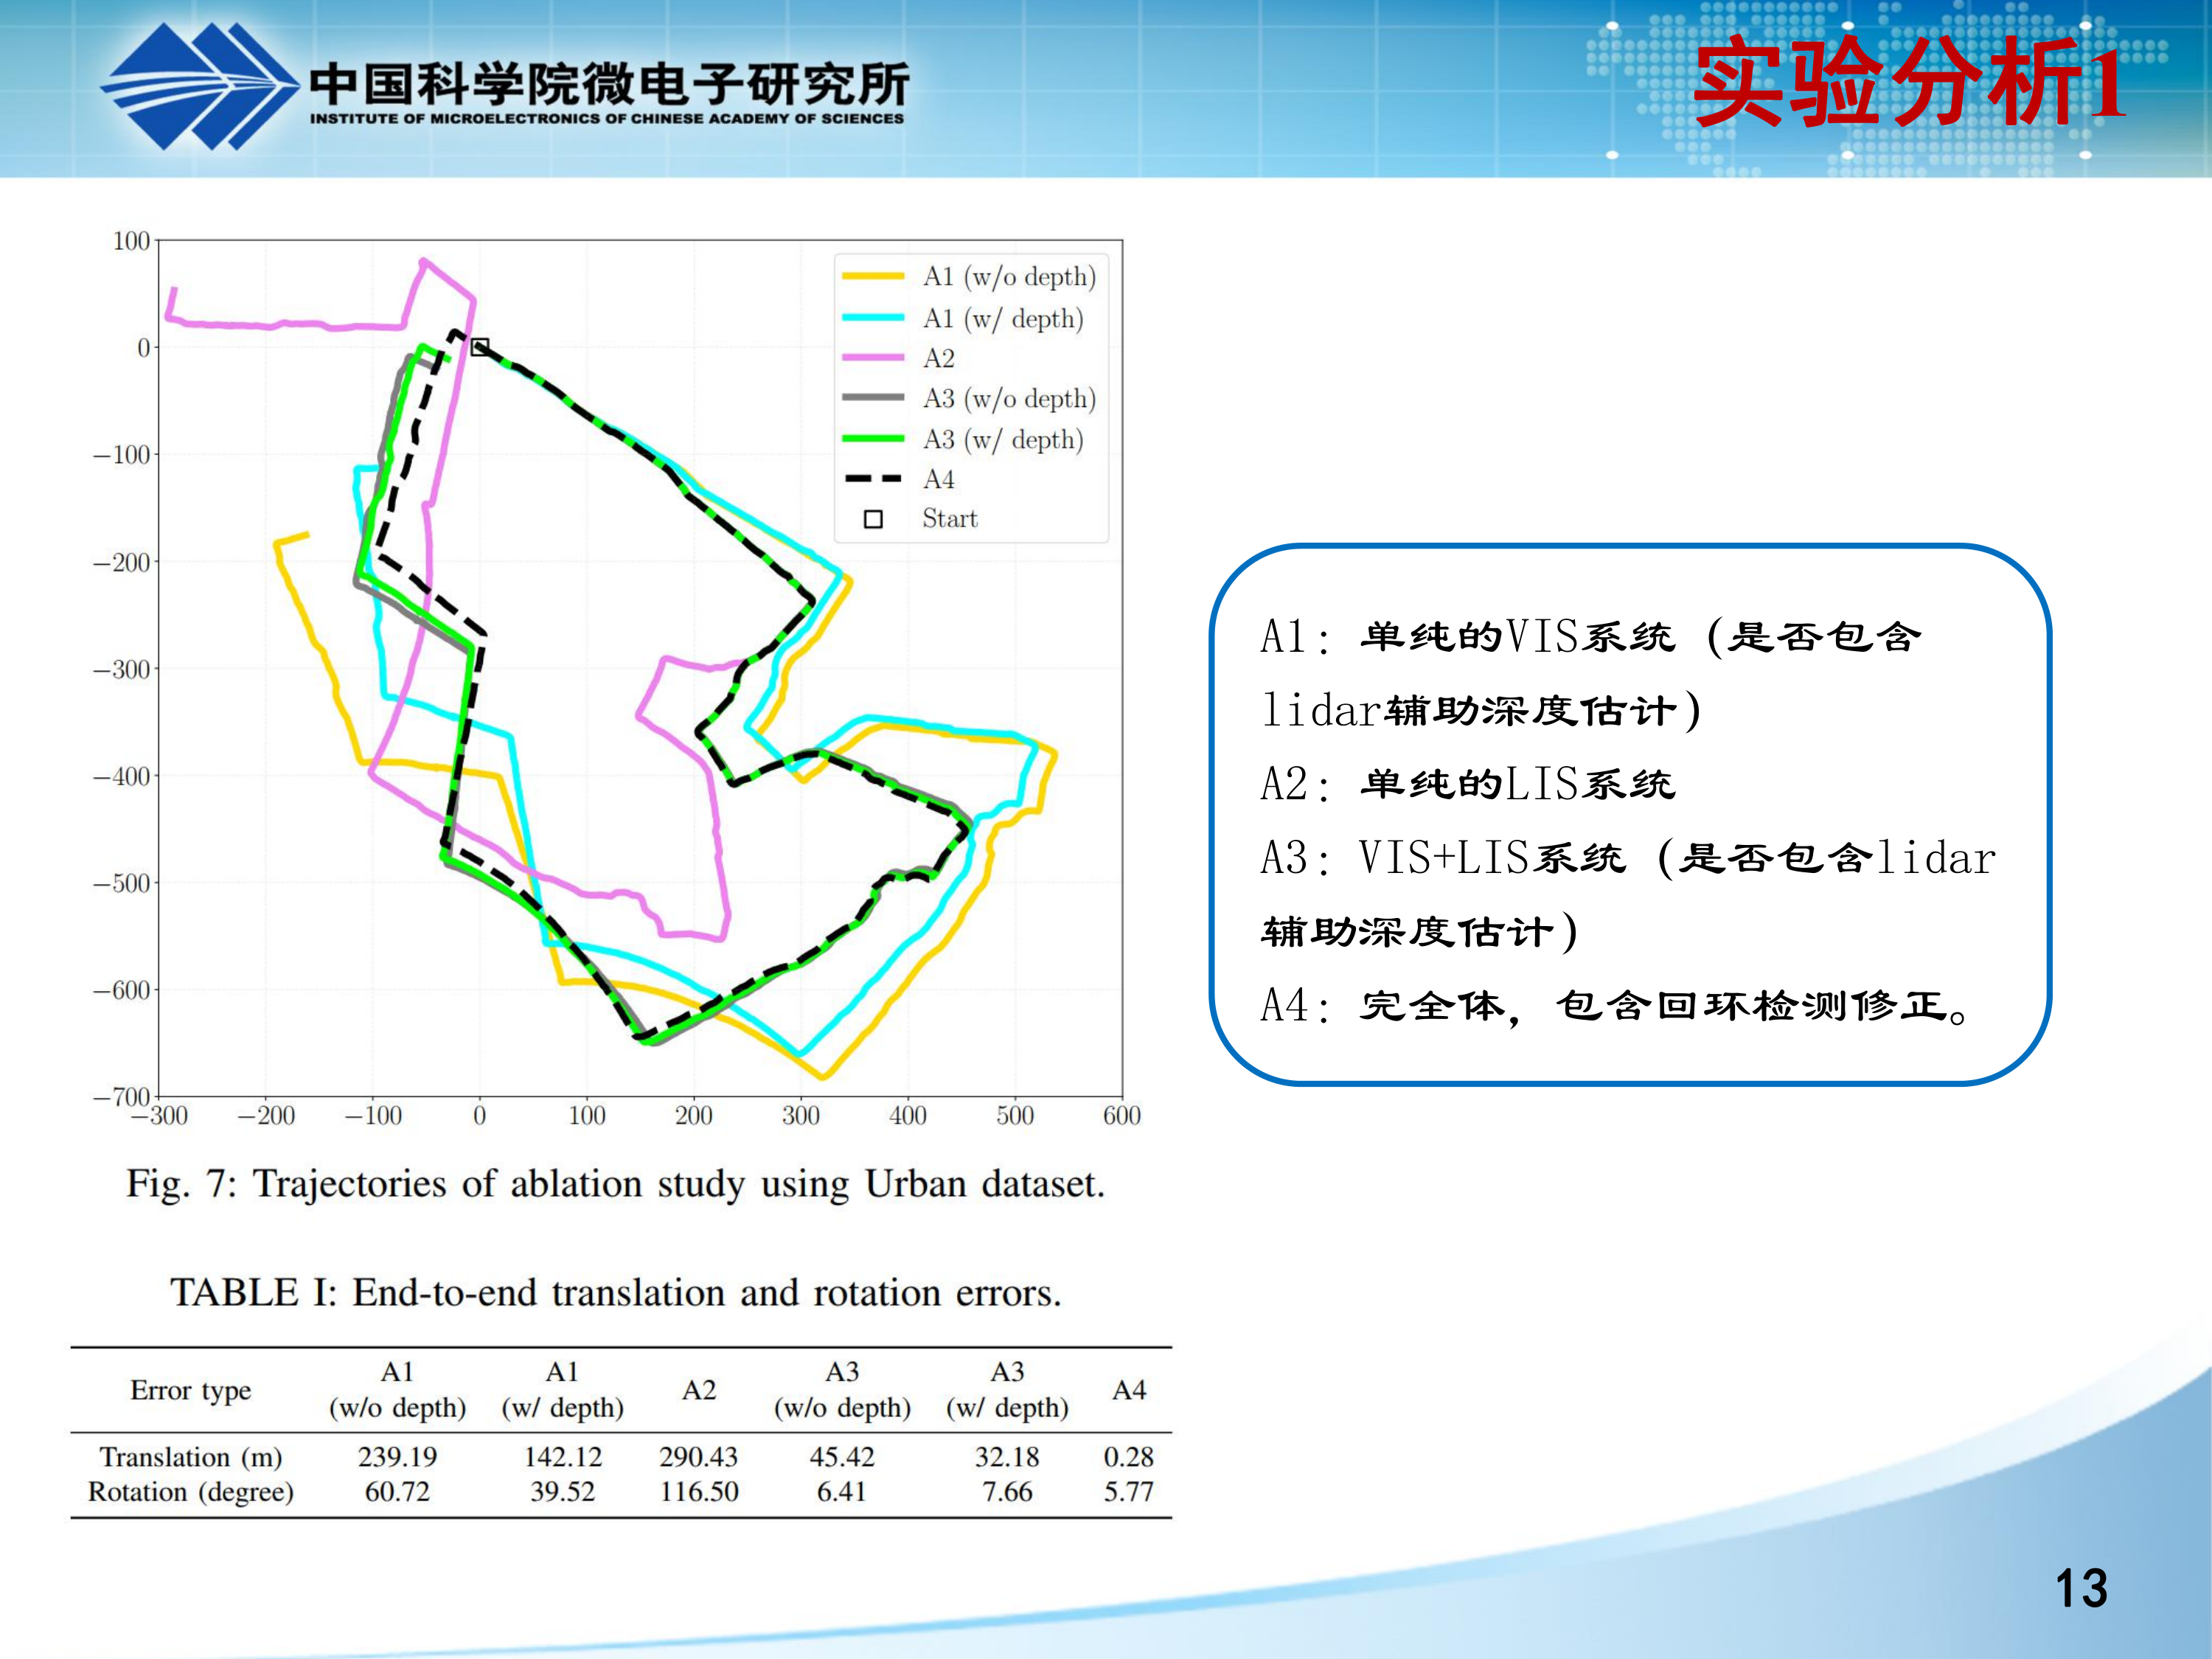 中国科学院微电子研究所
INSTITUTE OF MICROELECTRONICS OF CHINESE ACADEMY OF SCIENCES
实验分析1
100
0
−100
−200
−300
−400
−500
−600
−700
−300 −200 −100 0 100 200 300 400 500 600
A1 (w/o depth)
A1 (w/ depth)
A2
A3 (w/o depth)
A3 (w/ depth)
A4
Start
Fig. 7: Trajectories of ablation study using Urban dataset.
A1: 单纯的VIS系统（是否包含
lidar辅助深度估计）
A2: 单纯的LIS系统
A3: VIS+LIS系统（是否包含lidar
辅助深度估计）
A4: 完全体，包含回环检测修正。
TABLE I: End-to-end translation and rotation errors.
Error type A1 (w/o depth) A1 (w/ depth) A2 A3 (w/o depth) A3 (w/ depth) A4
Translation (m) 239.19 142.12 290.43 45.42 32.18 0.28
Rotation (degree) 60.72 39.52 116.50 6.41 7.66 5.77
13